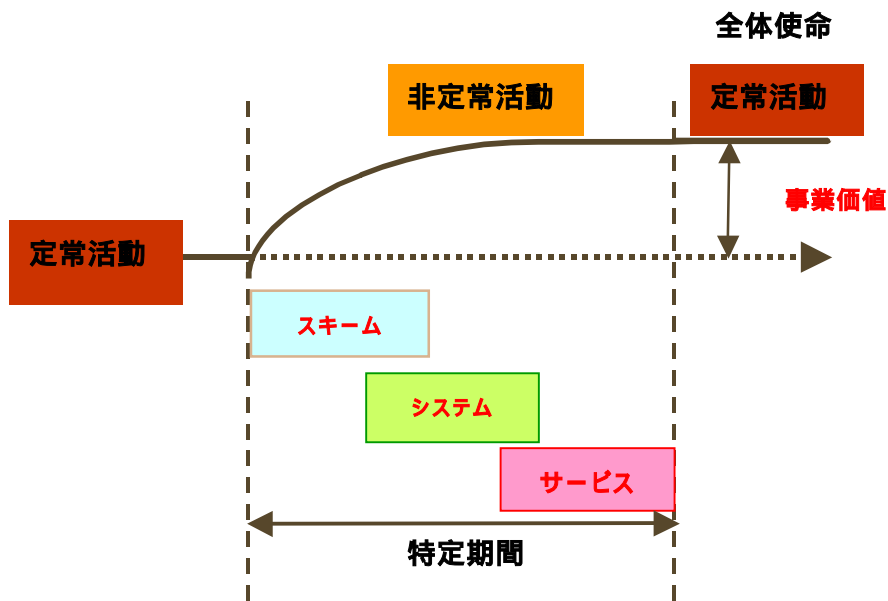 全体使命
非定常活動
定常活動
事業価値
定常活動
スキーム
システム
サービス
特定期間